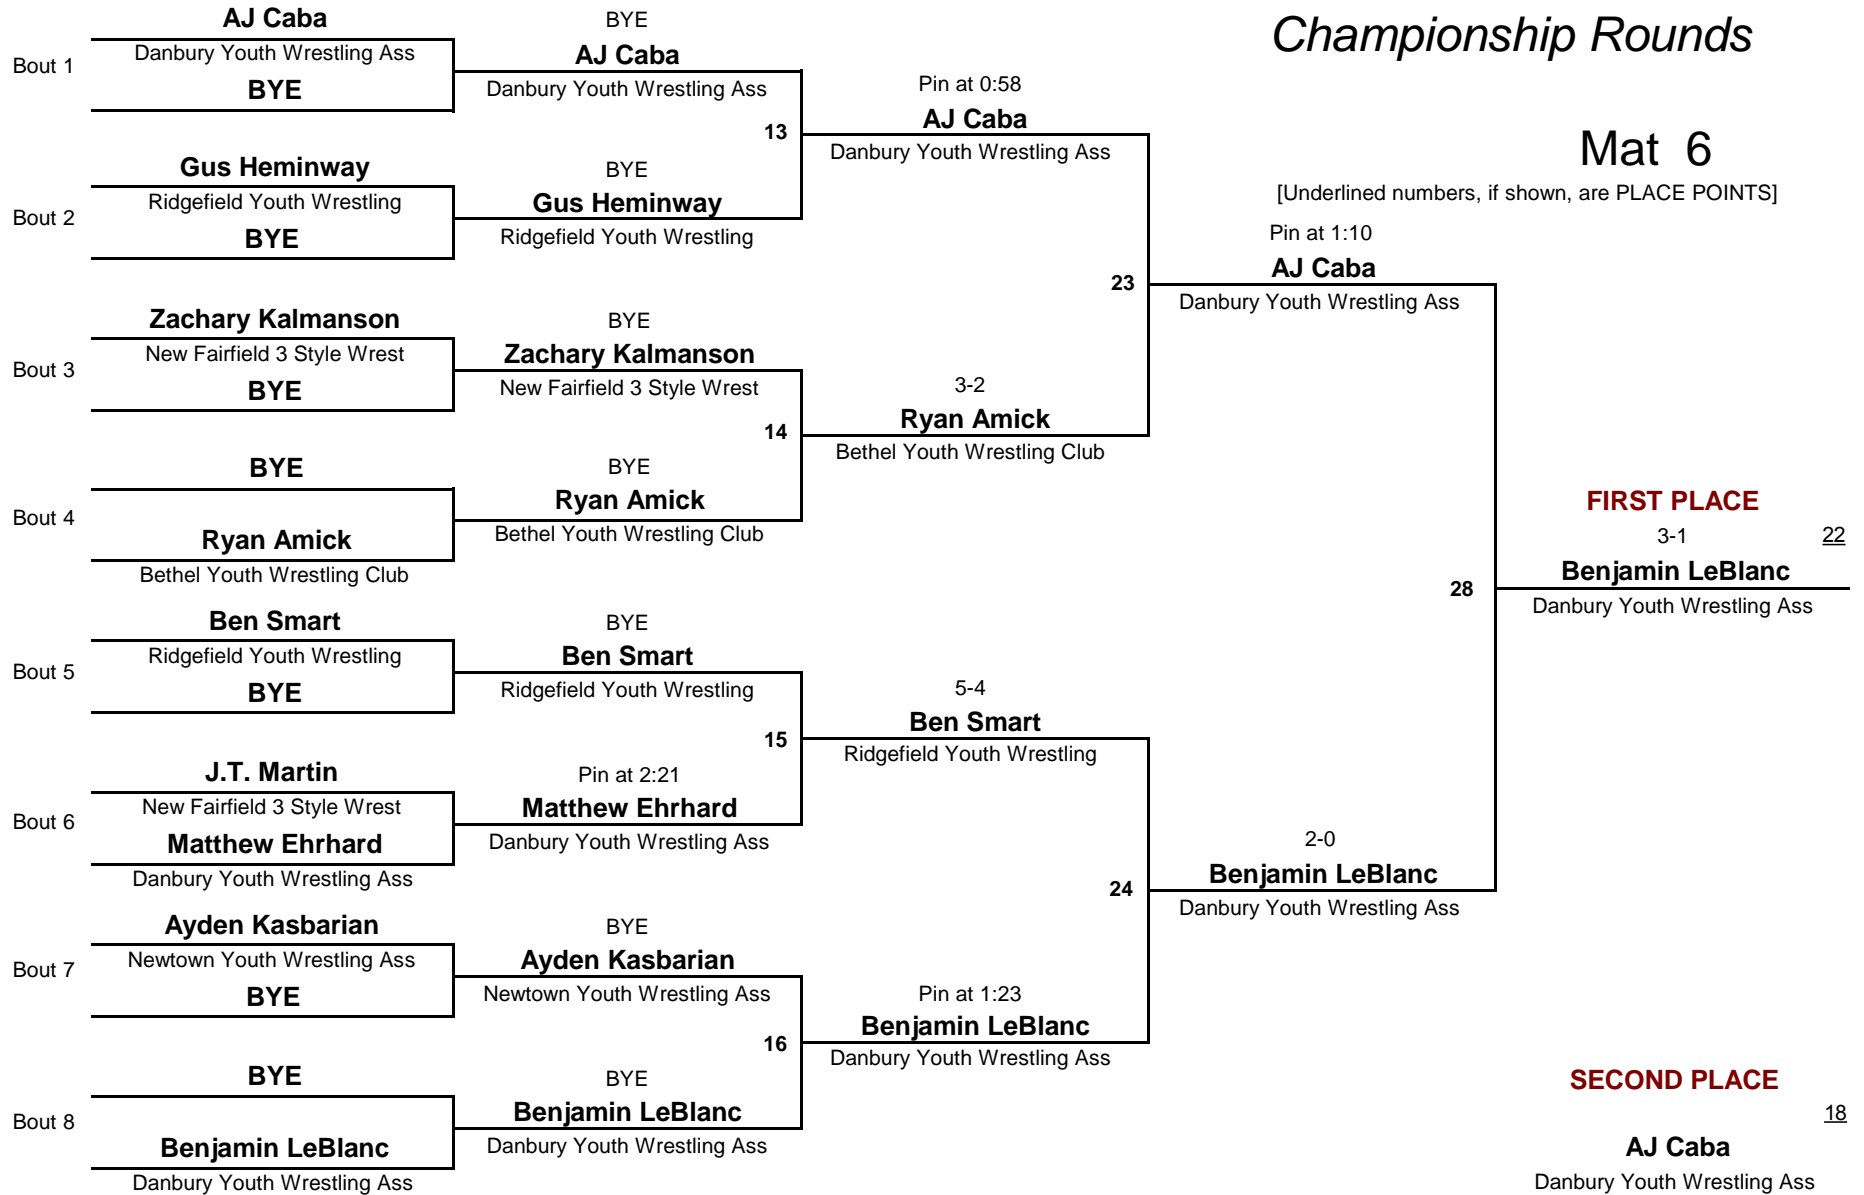 Championship Rounds
Mat 6
[Underlined numbers, if shown, are PLACE POINTS]
Bout 1
AJ Caba
Danbury Youth Wrestling Ass
BYE
Bout 2
Gus Heminway
Ridgefield Youth Wrestling
BYE
Bout 3
Zachary Kalmanson
New Fairfield 3 Style Wrest
BYE
Bout 4
BYE
Ryan Amick
Bethel Youth Wrestling Club
Bout 5
Ben Smart
Ridgefield Youth Wrestling
BYE
Bout 6
J.T. Martin
New Fairfield 3 Style Wrest
Matthew Ehrhard
Danbury Youth Wrestling Ass
Bout 7
Ayden Kasbarian
Newtown Youth Wrestling Ass
BYE
Bout 8
BYE
Benjamin LeBlanc
Danbury Youth Wrestling Ass
BYE
AJ Caba
Danbury Youth Wrestling Ass
13
BYE
Gus Heminway
Ridgefield Youth Wrestling
BYE
Zachary Kalmanson
New Fairfield 3 Style Wrest
14
BYE
Ryan Amick
Bethel Youth Wrestling Club
BYE
Ben Smart
Ridgefield Youth Wrestling
15
Pin at 2:21
Matthew Ehrhard
Danbury Youth Wrestling Ass
BYE
Ayden Kasbarian
Newtown Youth Wrestling Ass
16
BYE
Benjamin LeBlanc
Danbury Youth Wrestling Ass
Pin at 0:58
AJ Caba
Danbury Youth Wrestling Ass
23
3-2
Ryan Amick
Bethel Youth Wrestling Club
5-4
Ben Smart
Ridgefield Youth Wrestling
24
Pin at 1:23
Benjamin LeBlanc
Danbury Youth Wrestling Ass
Pin at 1:10
AJ Caba
Danbury Youth Wrestling Ass
28
2-0
Benjamin LeBlanc
Danbury Youth Wrestling Ass
FIRST PLACE
3-1 22
Benjamin LeBlanc
Danbury Youth Wrestling Ass
SECOND PLACE
18
AJ Caba
Danbury Youth Wrestling Ass